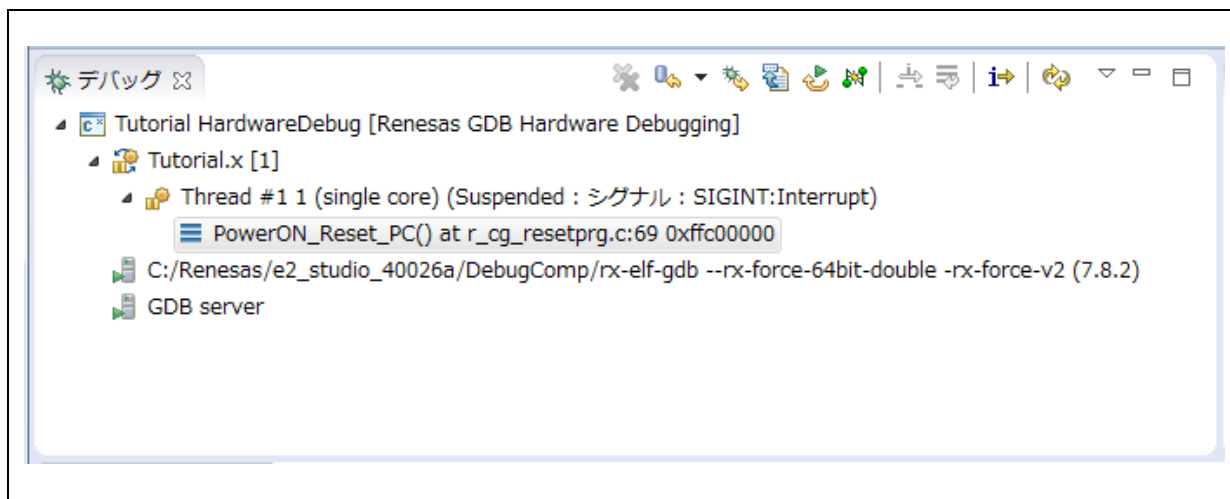 デバッグ
Tutorial HardwareDebug [Renesas GDB Hardware Debugging]
Tutorial.x [1]
Thread #1 1 (single core) (Suspended : シグナル : SIGINT:Interrupt)
PowerON_Reset_PC() at r_cg_resetprg.c:69 0xffc00000
C:/Renesas/e2_studio_40026a/DebugComp/rx-elf-gdb --rx-force-64bit-double -rx-force-v2 (7.8.2)
GDB server